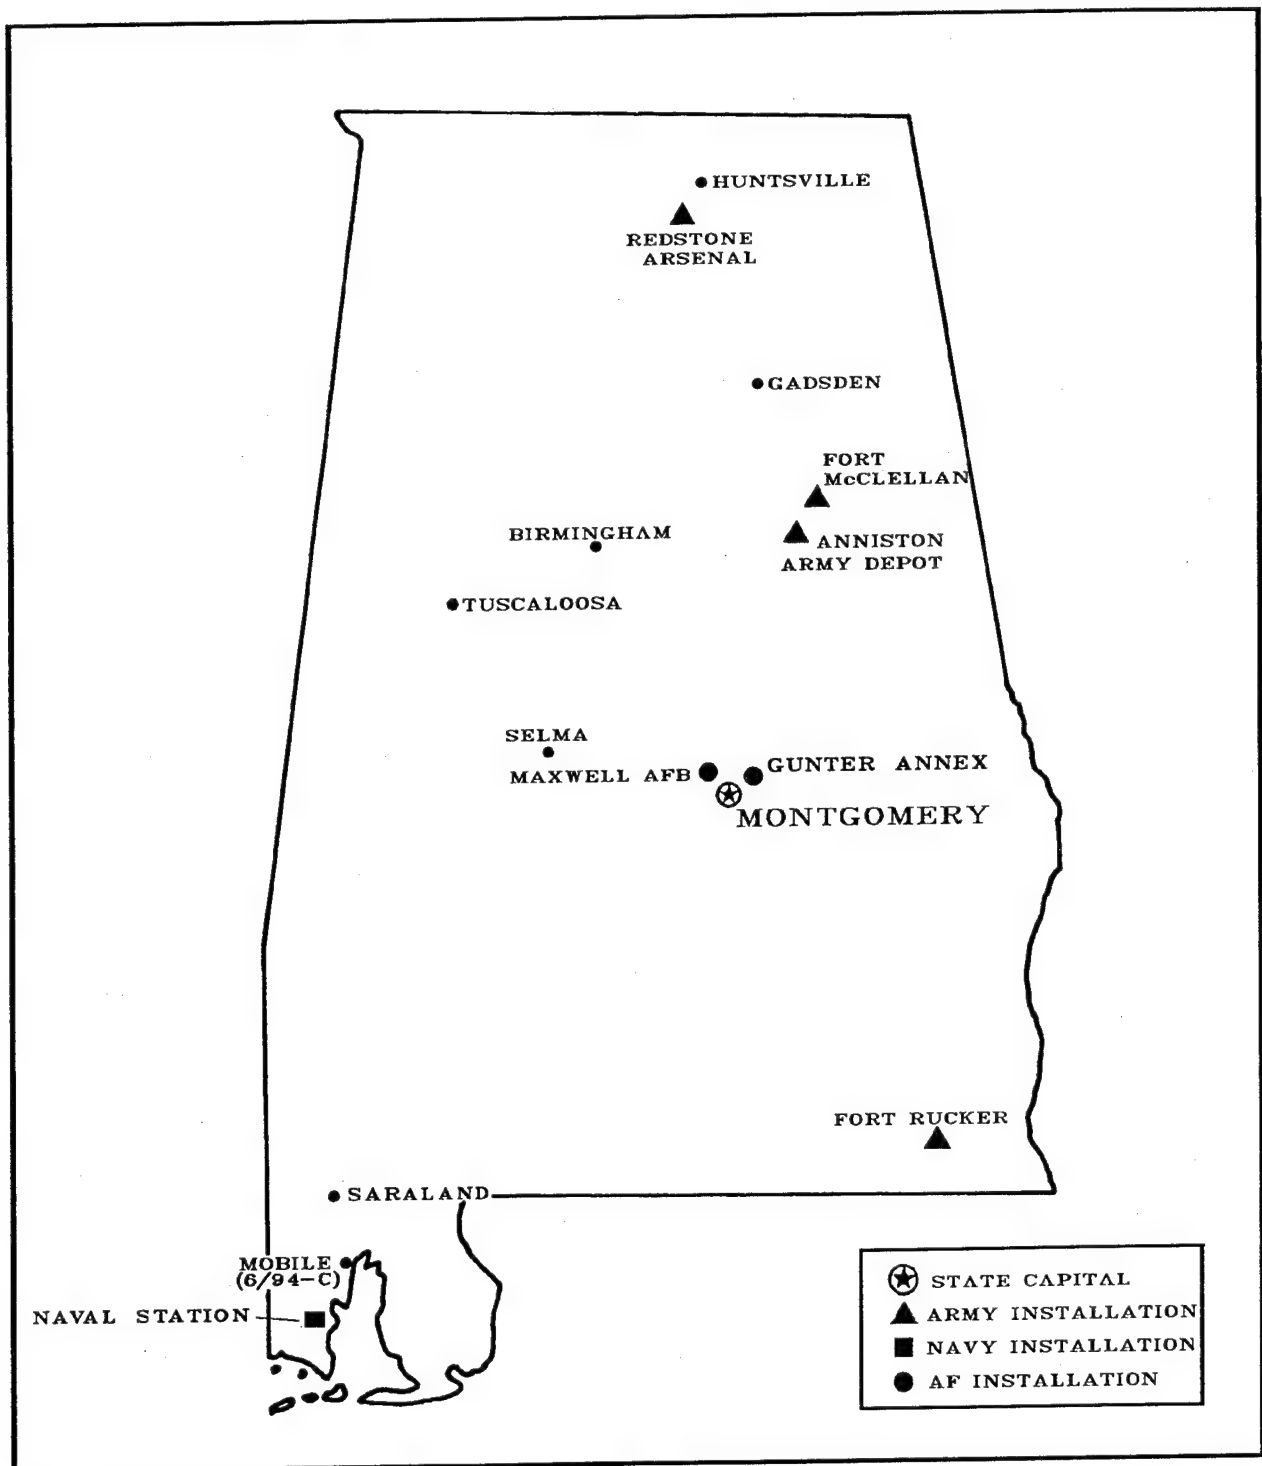 HUNTSVILLE
REDSTONE
ARSENAL
GADSDEN
FORT
McCLELLAN
BIRMINGHAM
ANNISTON
ARMY DEPOT
TUSCALOOSA
SELMA
MAXWELL AFB
GUNTER ANNEX
MONTGOMERY
FORT RUCKER
SARALAND
MOBILE
(6/94-C)
NAVAL STATION
STATE CAPITAL
ARMY INSTALLATION
NAVY INSTALLATION
AF INSTALLATION